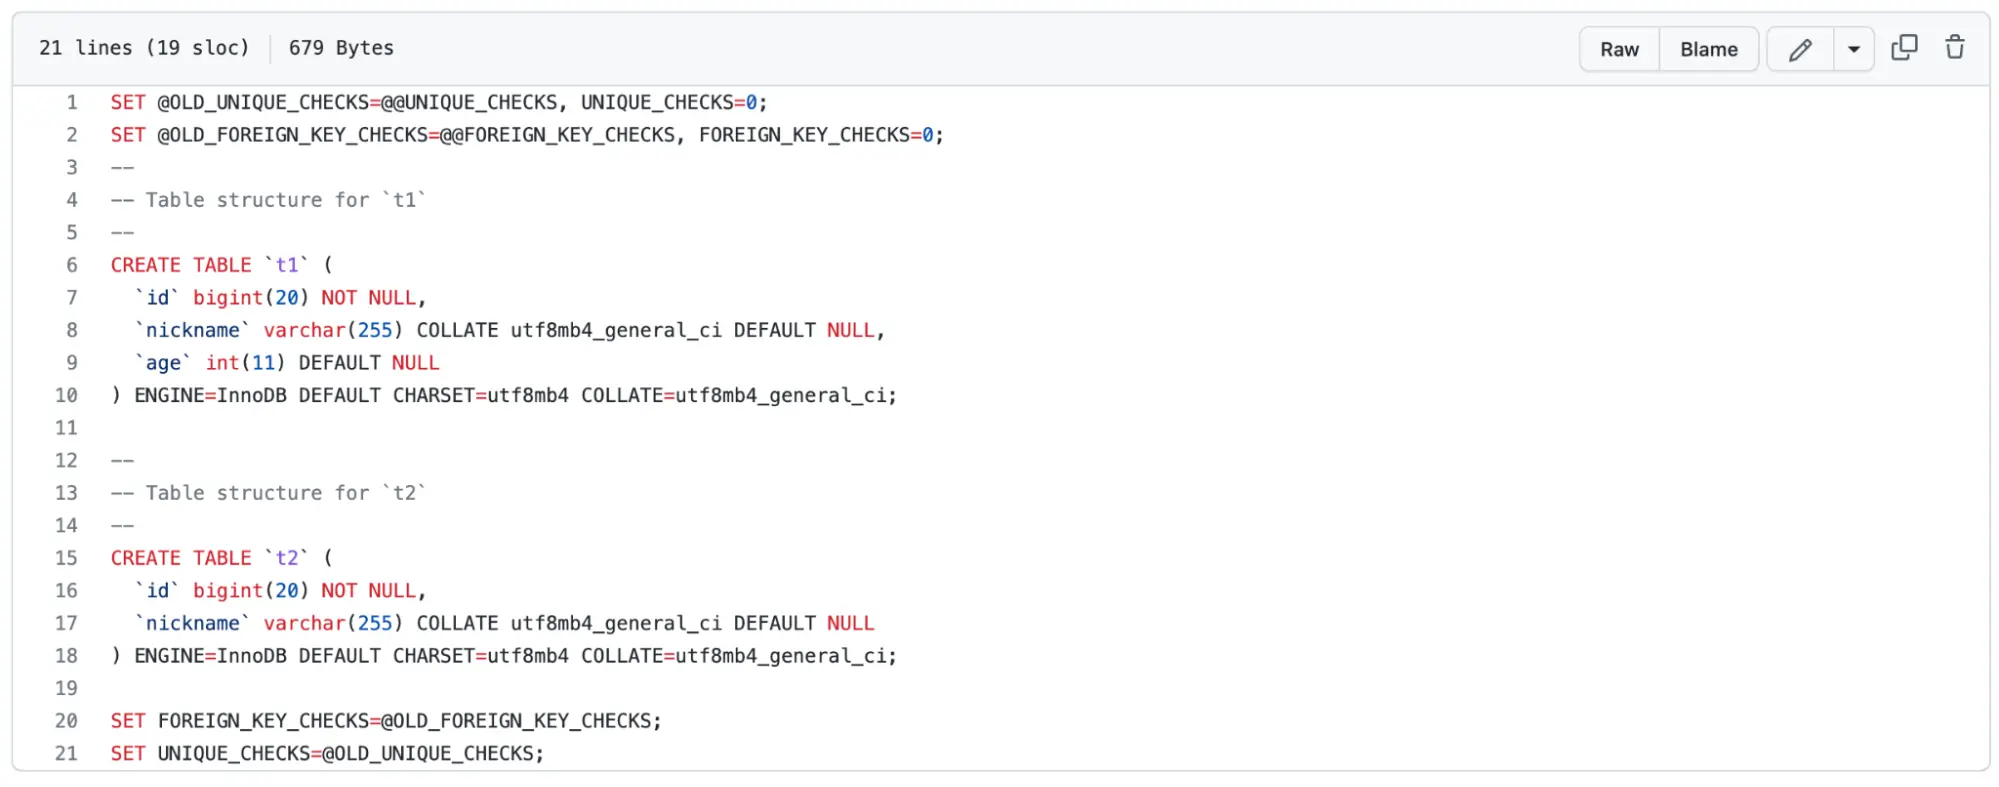 21 lines (19 sloc) 679 Bytes Raw Blame
1 SET @OLD_UNIQUE_CHECKS=@@UNIQUE_CHECKS, UNIQUE_CHECKS=0;
2 SET @OLD_FOREIGN_KEY_CHECKS=@@FOREIGN_KEY_CHECKS, FOREIGN_KEY_CHECKS=0;
3 --
4 -- Table structure for `t1`
5 --
6 CREATE TABLE `t1` (
7   `id` bigint(20) NOT NULL,
8   `nickname` varchar(255) COLLATE utf8mb4_general_ci DEFAULT NULL,
9   `age` int(11) DEFAULT NULL
10 ) ENGINE=InnoDB DEFAULT CHARSET=utf8mb4 COLLATE=utf8mb4_general_ci;
11
12 --
13 -- Table structure for `t2`
14 --
15 CREATE TABLE `t2` (
16   `id` bigint(20) NOT NULL,
17   `nickname` varchar(255) COLLATE utf8mb4_general_ci DEFAULT NULL
18 ) ENGINE=InnoDB DEFAULT CHARSET=utf8mb4 COLLATE=utf8mb4_general_ci;
19
20 SET FOREIGN_KEY_CHECKS=@OLD_FOREIGN_KEY_CHECKS;
21 SET UNIQUE_CHECKS=@OLD_UNIQUE_CHECKS;